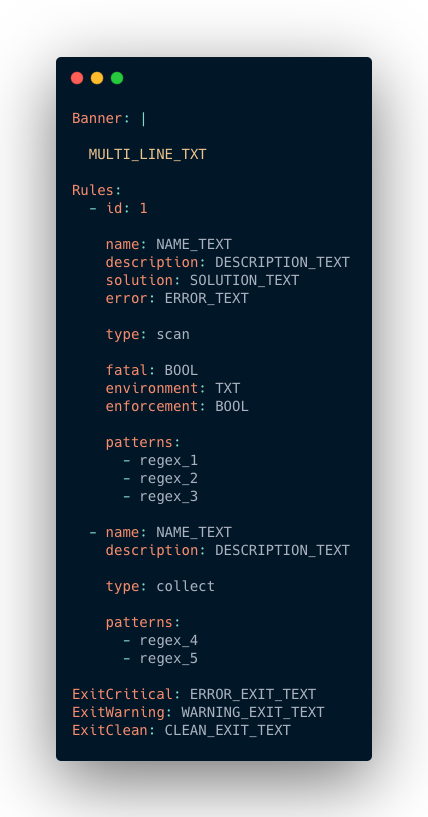 Banner: |
MULTI_LINE_TXT
Rules:
- id: 1
name: NAME_TEXT
description: DESCRIPTION_TEXT
solution: SOLUTION_TEXT
error: ERROR_TEXT
type: scan
fatal: BOOL
environment: TXT
enforcement: BOOL
patterns:
- regex_1
- regex_2
- regex_3
- name: NAME_TEXT
description: DESCRIPTION_TEXT
type: collect
patterns:
- regex_4
- regex_5
ExitCritical: ERROR_EXIT_TEXT
ExitWarning: WARNING_EXIT_TEXT
ExitClean: CLEAN_EXIT_TEXT